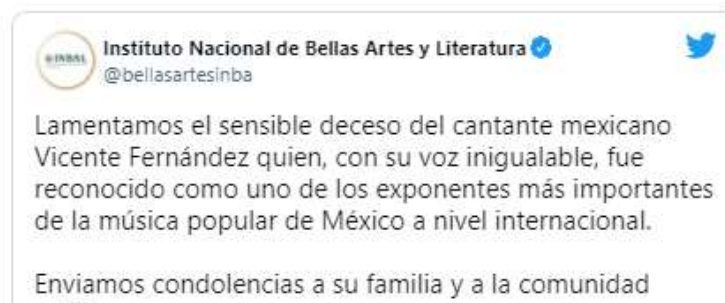 INBAL
Instituto Nacional de Bellas Artes y Literatura
@bellasartesinba
Lamentamos el sensible deceso del cantante mexicano
Vicente Fernández quien, con su voz inigualable, fue
reconocido como uno de los exponentes más importantes
de la música popular de México a nivel internacional.
Enviamos condolencias a su familia y a la comunidad